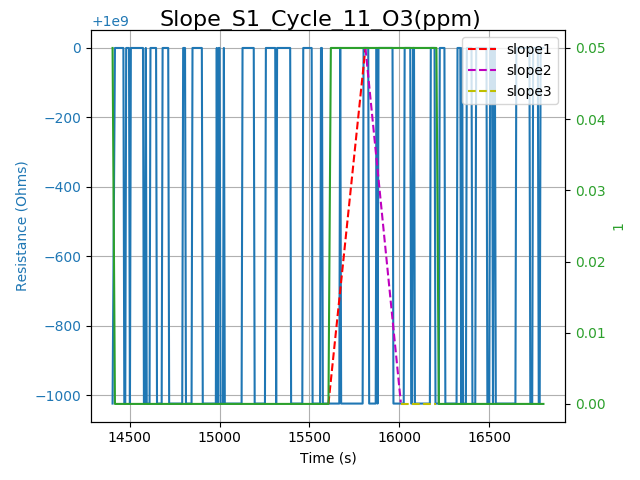 Slope_S1_Cycle_11_O3(ppm)
+1e9
slope1
slope2
slope3
0
−200
−400
−600
−800
−1000
Resistance (Ohms)
0.05
0.04
0.03
0.02
0.01
0.00
1
14500 15000 15500 16000 16500
Time (s)